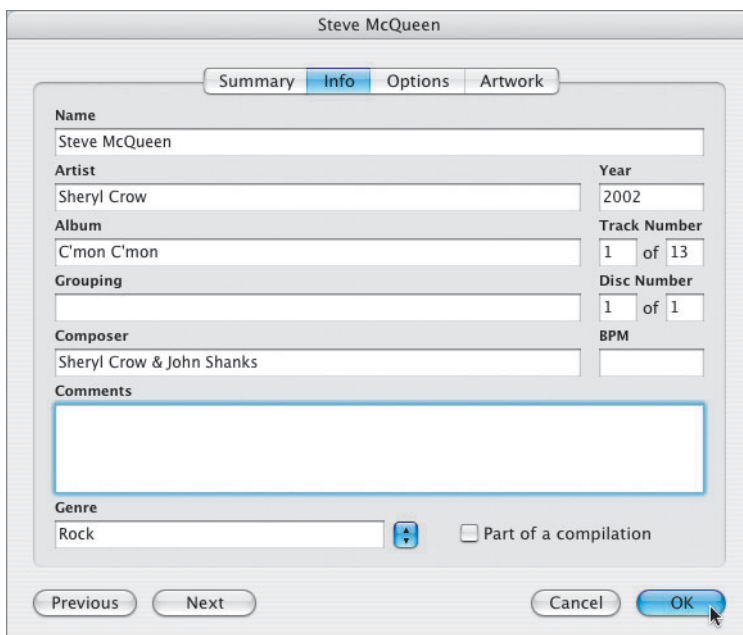 Steve McQueen
Summary Info Options Artwork
Name
Steve McQueen
Artist Year
Sheryl Crow 2002
Album Track Number
C'mon C'mon 1 of 13
Grouping Disc Number
1 of 1
Composer BPM
Sheryl Crow & John Shanks
Comments
Genre
Rock Part of a compilation
Previous Next Cancel OK